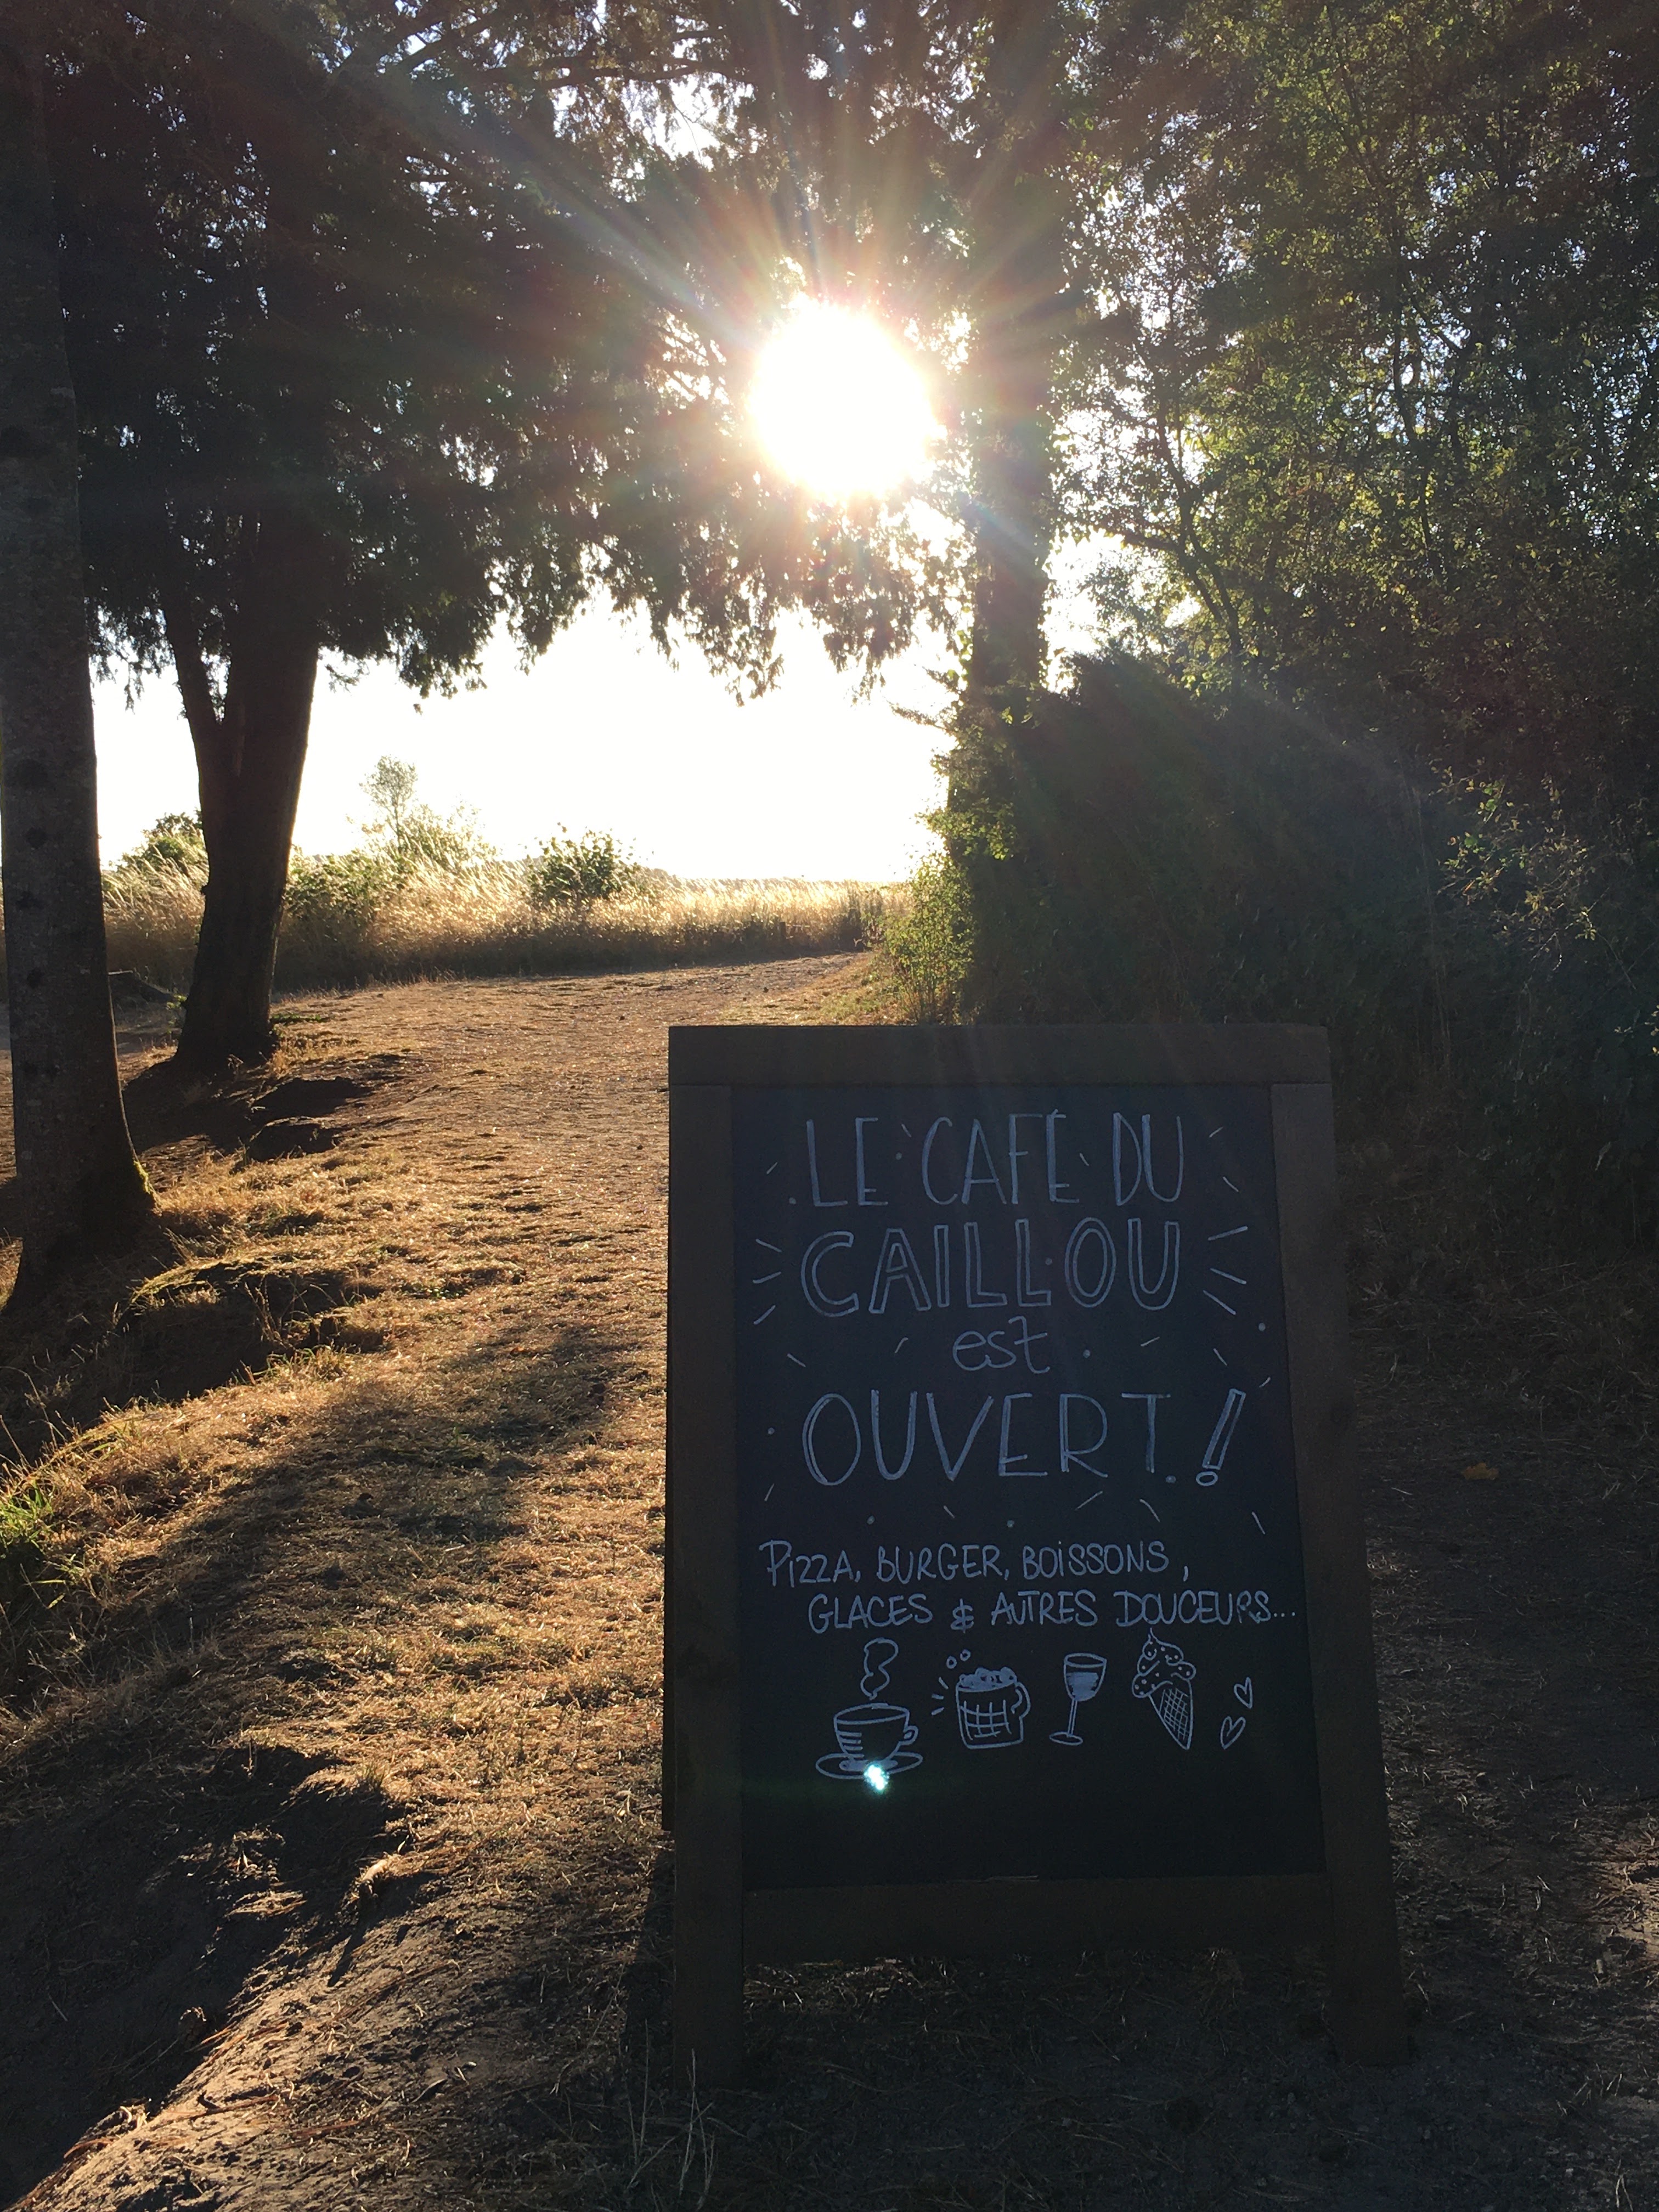 LE CAFÉ DU
CAILLOU
est
OUVERT !
PIZZA, BURGER, BOISSONS,
GLACES & AUTRES DOUCEURS...